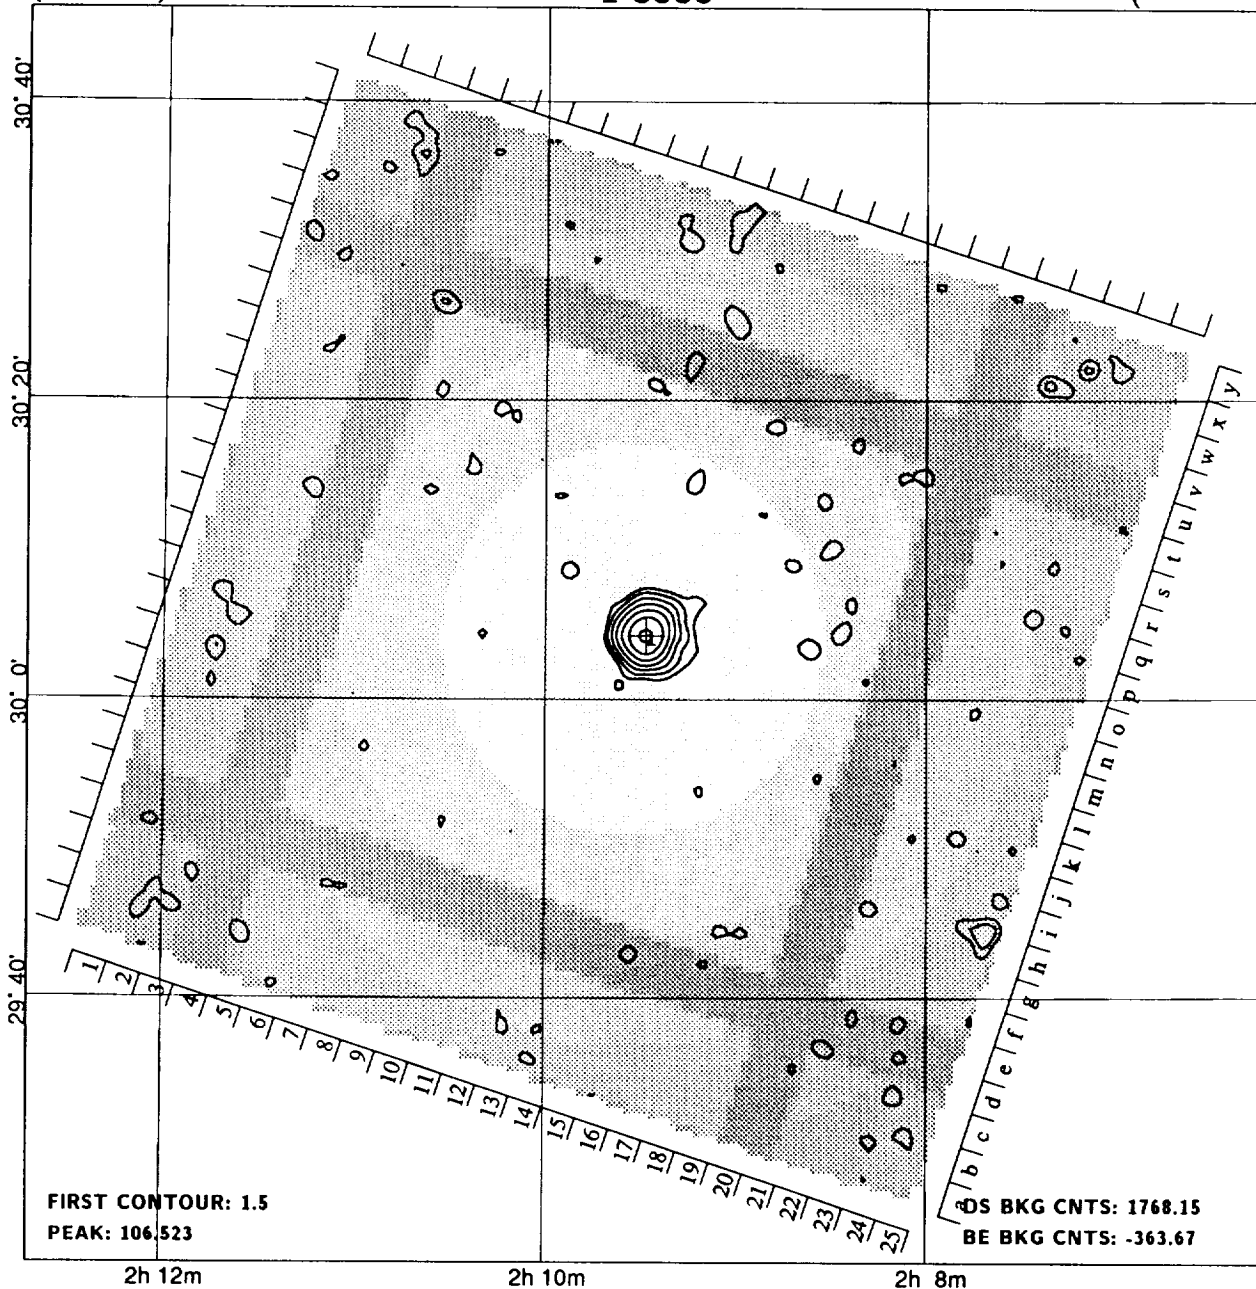 30° 40'
30° 20'
30° 0'
29° 40'
y
x
w
v
u
t
s
r
q
p
o
n
m
l
k
j
i
h
g
f
e
d
c
b
a
1 2 3 4 5 6 7 8 9 10 11 12 13 14 15 16 17 18 19 20 21 22 23 24 25
FIRST CONTOUR: 1.5
PEAK: 106.523
DS BKG CNTS: 1768.15
BE BKG CNTS: -363.67
2h 12m
2h 10m
2h 8m